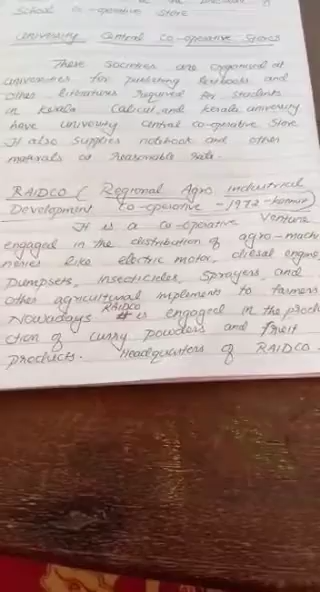 School Co-operative Store
University Central Co-operative Stores
These Societies are organised at
universities for publishing textbooks and
other literatures required for students
in Kerala Calicut and Kerala university
have University Central co-operative Store
It also supplies notebook and other
materials at Reasonable Rate.
RAIDCO ( Regional Agro industrial
Development Co-operative - 1972 -
It is a co-operative Venture
engaged in the distribution of agro-machi
neries like electric motor, diesal engine,
Pumpsets, Insecticides, Sprayers, and
other agricultural implements to farmers
Nowadays RAIDCO is engaged in the produ
ction of curry powders and fruit
products. Headquarters of RAIDCO